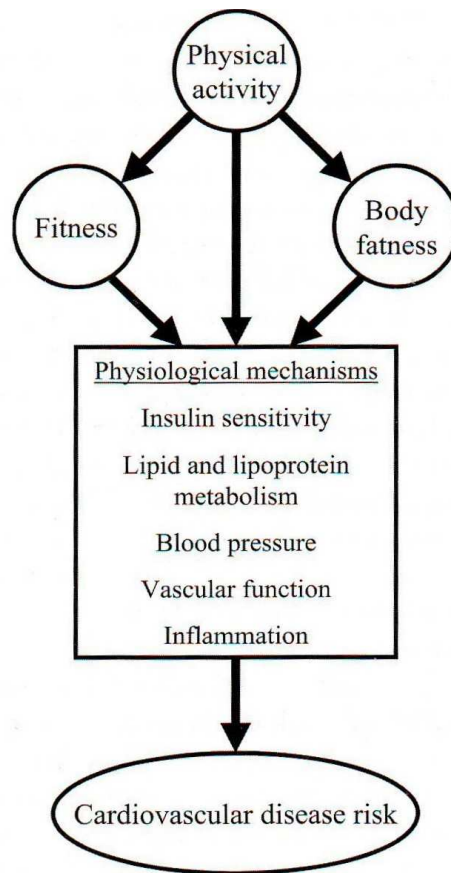 Physical
activity
Fitness
Body
fatness
Physiological mechanisms
Insulin sensitivity
Lipid and lipoprotein
metabolism
Blood pressure
Vascular function
Inflammation
Cardiovascular disease risk